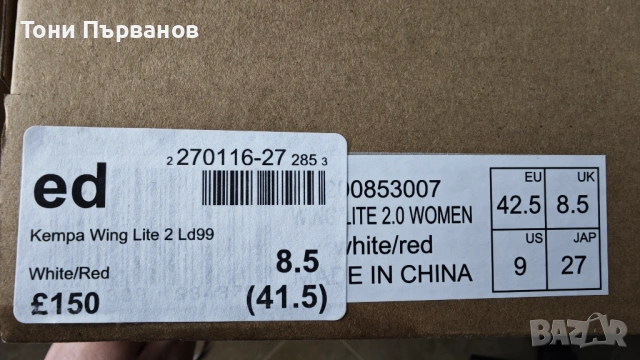 Тони Първанов
ed
2 270116-27 285 3
Kempa Wing Lite 2 Ld99
White/Red
8.5
£150
(41.5)
00853007
LITE 2.0 WOMEN
white/red
E IN CHINA
EU
42.5
UK
8.5
US
9
JAP
27
BAZAR